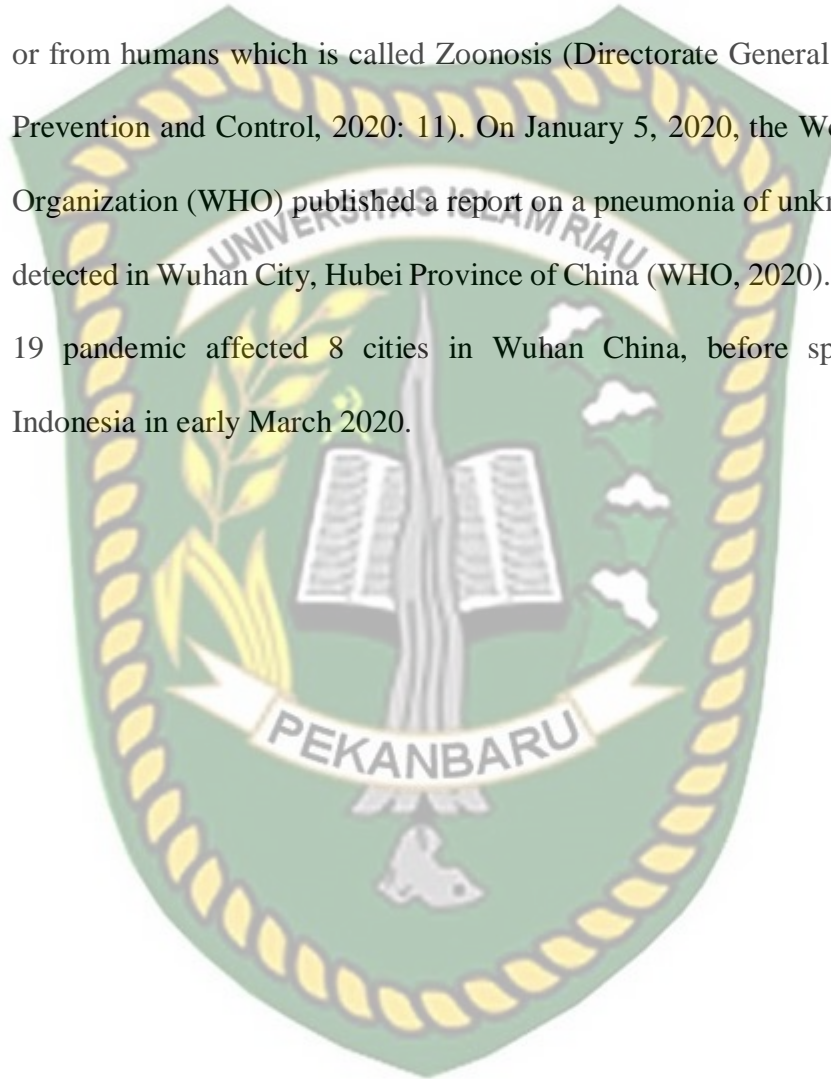 or from humans which is called Zoonosis (Directorate General
Prevention and Control, 2020: 11). On January 5, 2020, the
Organization (WHO) published a report on a pneumonia of
UNIVERSITAS ISLAM RIAU
detected in Wuhan City, Hubei Province of China (WHO, 2020).
19 pandemic affected 8 cities in Wuhan China, before
Indonesia in early March 2020.
PEKANBARU